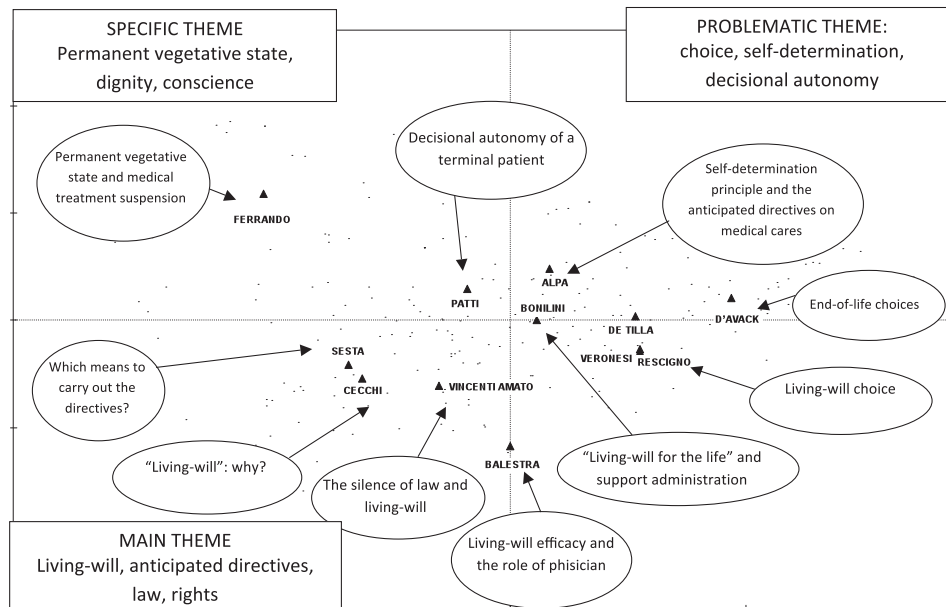 SPECIFIC THEME
Permanent vegetative state,
dignity, conscience
PROBLEMATIC THEME:
choice, self-determination,
decisional autonomy
Permanent vegetative
state and medical
treatment suspension
Decisional autonomy of a
terminal patient
Self-determination
principle and the
anticipated directives on
medical cares
FERRANDO
ALPA
PATTI
BONILINI
D'AVACK
End-of-life choices
DE TILLA
SESTA
VERONESI
RESCIGNO
Which means to
carry out the
directives?
CECCHI
VINCENTI AMATO
Living-will choice
"Living-will": why?
The silence of law and
living-will
BALESTRA
"Living-will for the life" and
support administration
Living-will efficacy and
the role of phisician
MAIN THEME
Living-will, anticipated directives,
law, rights